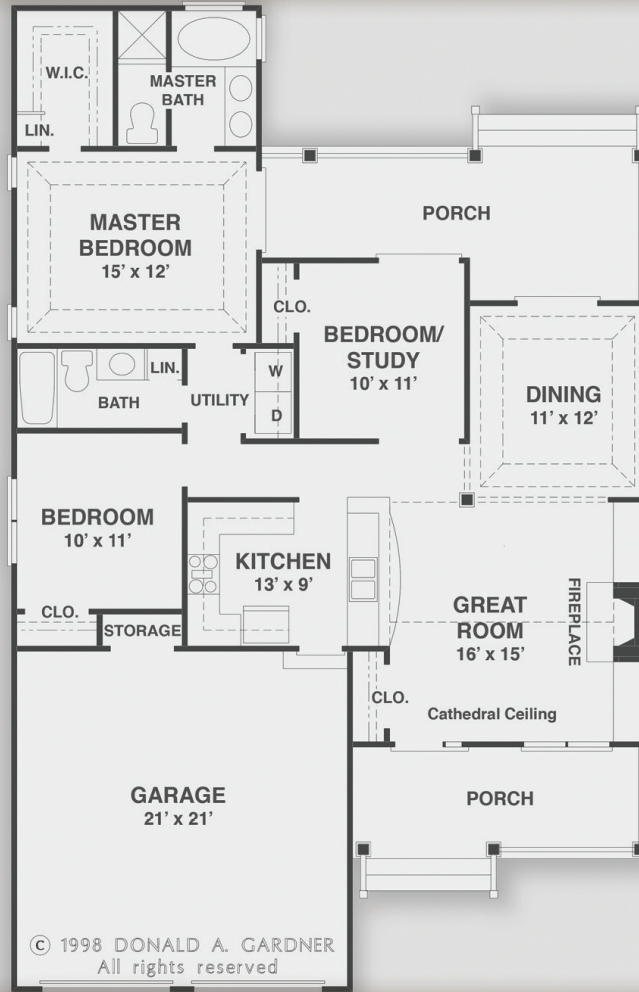 W.I.C.
MASTER
BATH
LIN.
MASTER
BEDROOM
15’ x 12’
PORCH
CLO.
BEDROOM/
STUDY
10’ x 11’
DINING
11’ x 12’
LIN.
BATH
UTILITY
W
D
BEDROOM
10’ x 11’
KITCHEN
13’ x 9’
GREAT
ROOM
16’ x 15’
FIREPLACE
CLO.
STORAGE
CLO.
Cathedral Ceiling
GARAGE
21’ x 21’
PORCH
© 1998 DONALD A. GARDNER
All rights reserved